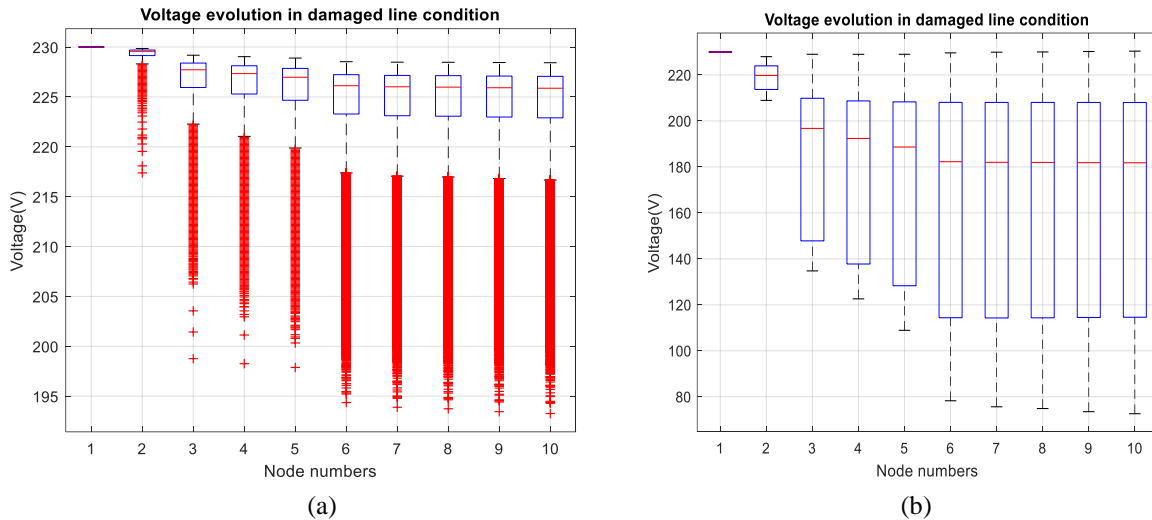 Voltage evolution in damaged line condition
230
225
220
215
210
205
200
195
Voltage(V)
1 2 3 4 5 6 7 8 9 10
Node numbers
(a)
Voltage evolution in damaged line condition
220
200
180
160
140
120
100
80
Voltage(V)
1 2 3 4 5 6 7 8 9 10
Node numbers
(b)